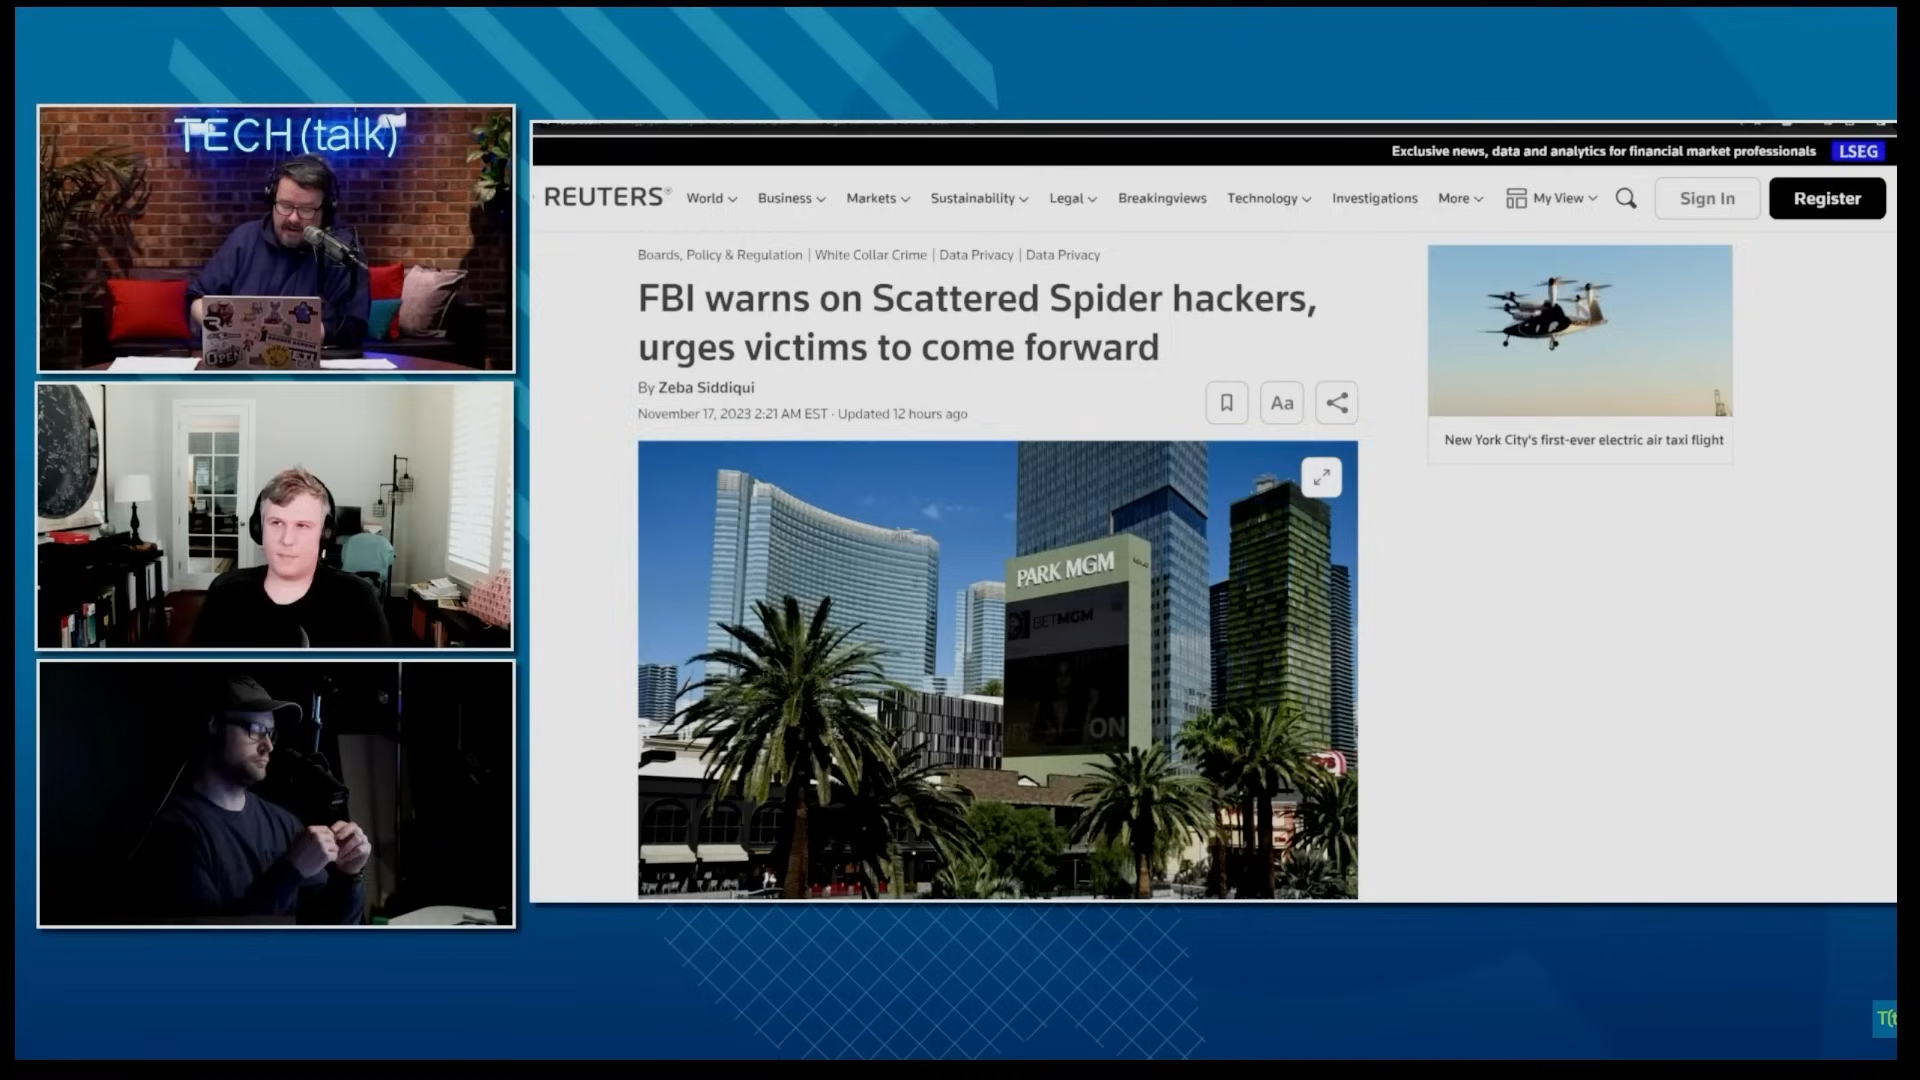 TECH(talk)
OPEN
Exclusive news, data and analytics for financial market professionals LSEG
REUTERS® World Business Markets Sustainability Legal Breakingviews Technology Investigations More My View Sign In Register
Boards, Policy & Regulation | White Collar Crime | Data Privacy | Data Privacy
FBI warns on Scattered Spider hackers,
urges victims to come forward
By Zeba Siddiqui
November 17, 2023 2:21 AM EST · Updated 12 hours ago
Aa
New York City's first-ever electric air taxi flight
PARK MGM
BETMGM
ON
T(t